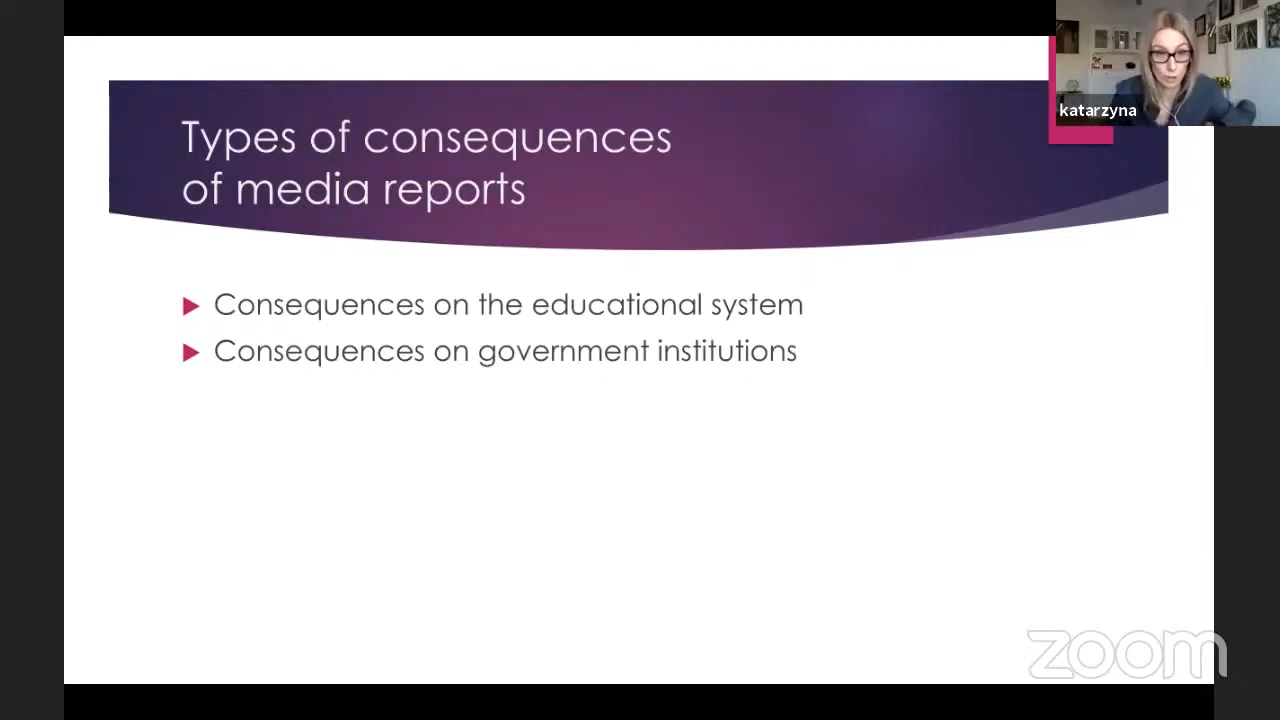 katarzyna
Types of consequences
of media reports
Consequences on the educational system
Consequences on government institutions
zoom